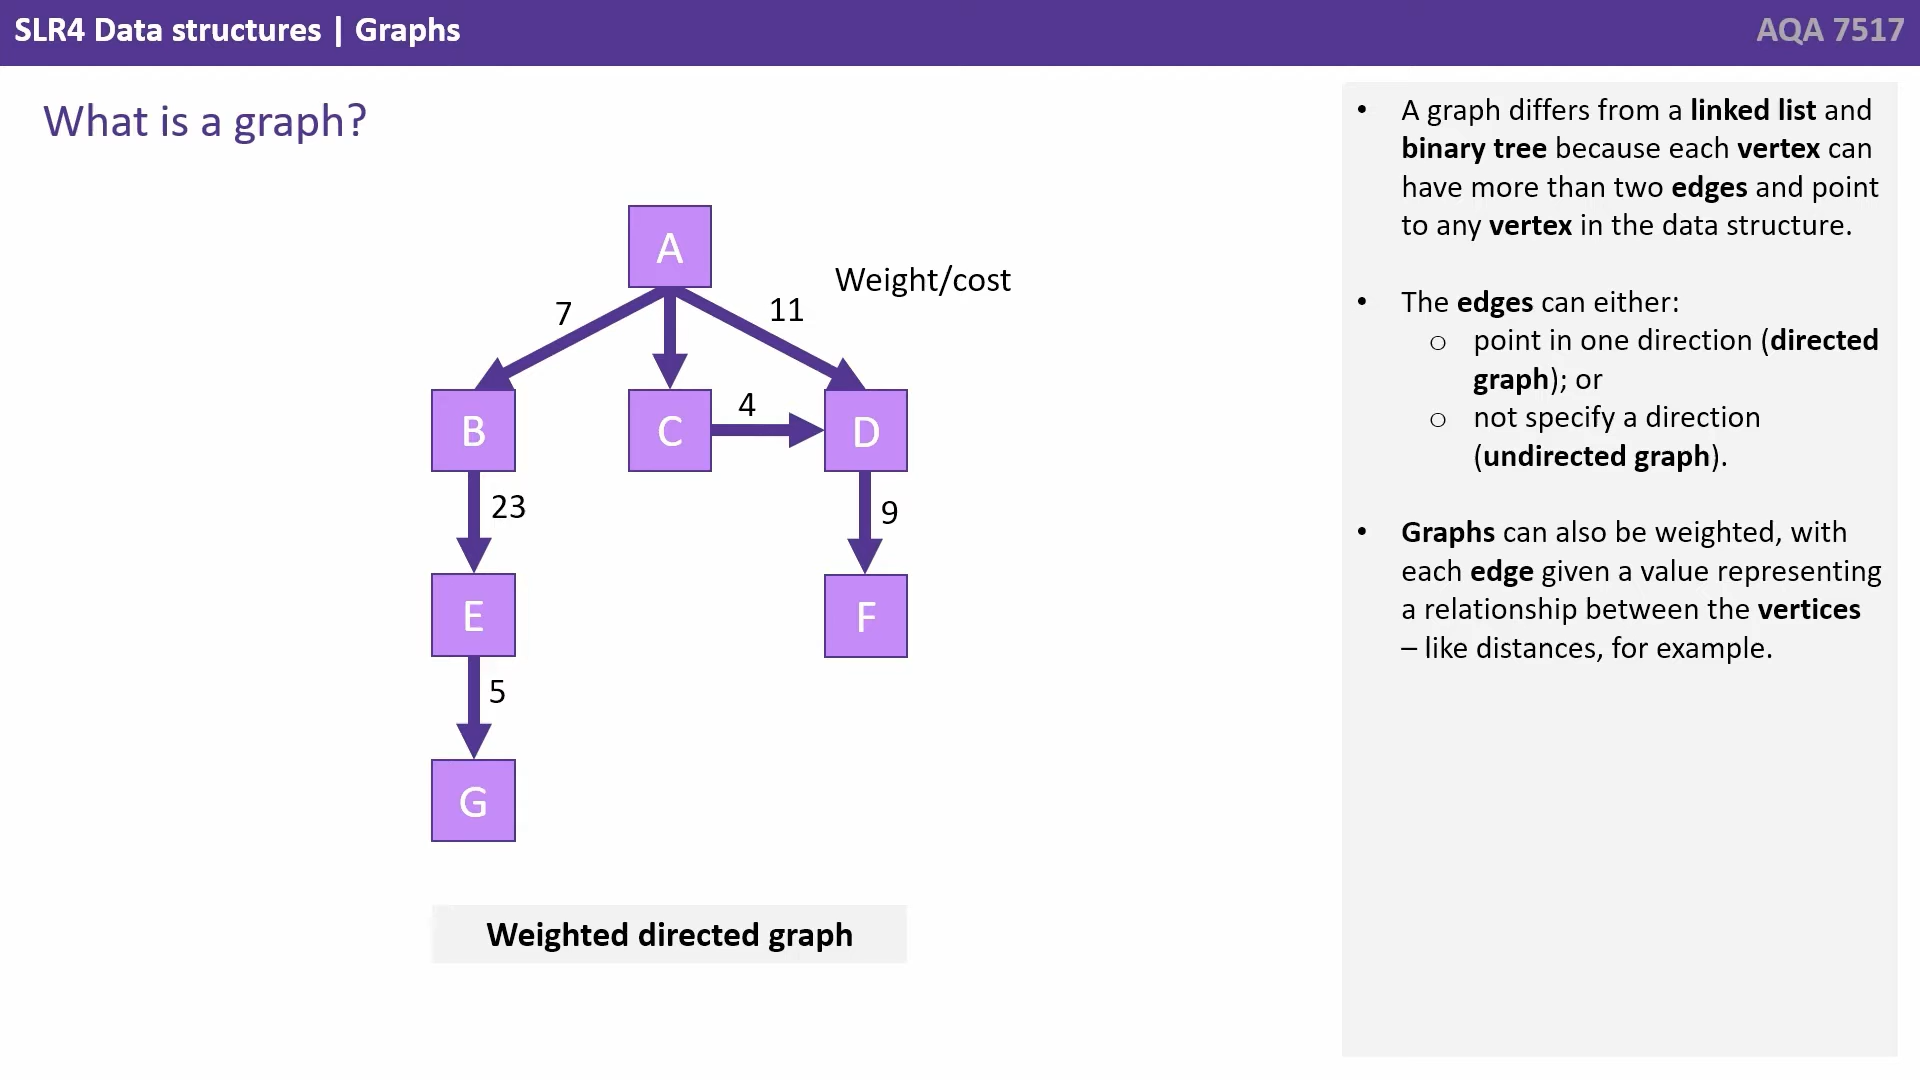 SLR4 Data structures | Graphs
AQA 7517
What is a graph?
A
Weight/cost
7
11
B
C
4
D
23
9
E
F
5
G
Weighted directed graph
• A graph differs from a linked list and
binary tree because each vertex can
have more than two edges and point
to any vertex in the data structure.
• The edges can either:
o point in one direction (directed
graph); or
o not specify a direction
(undirected graph).
• Graphs can also be weighted, with
each edge given a value representing
a relationship between the vertices
– like distances, for example.